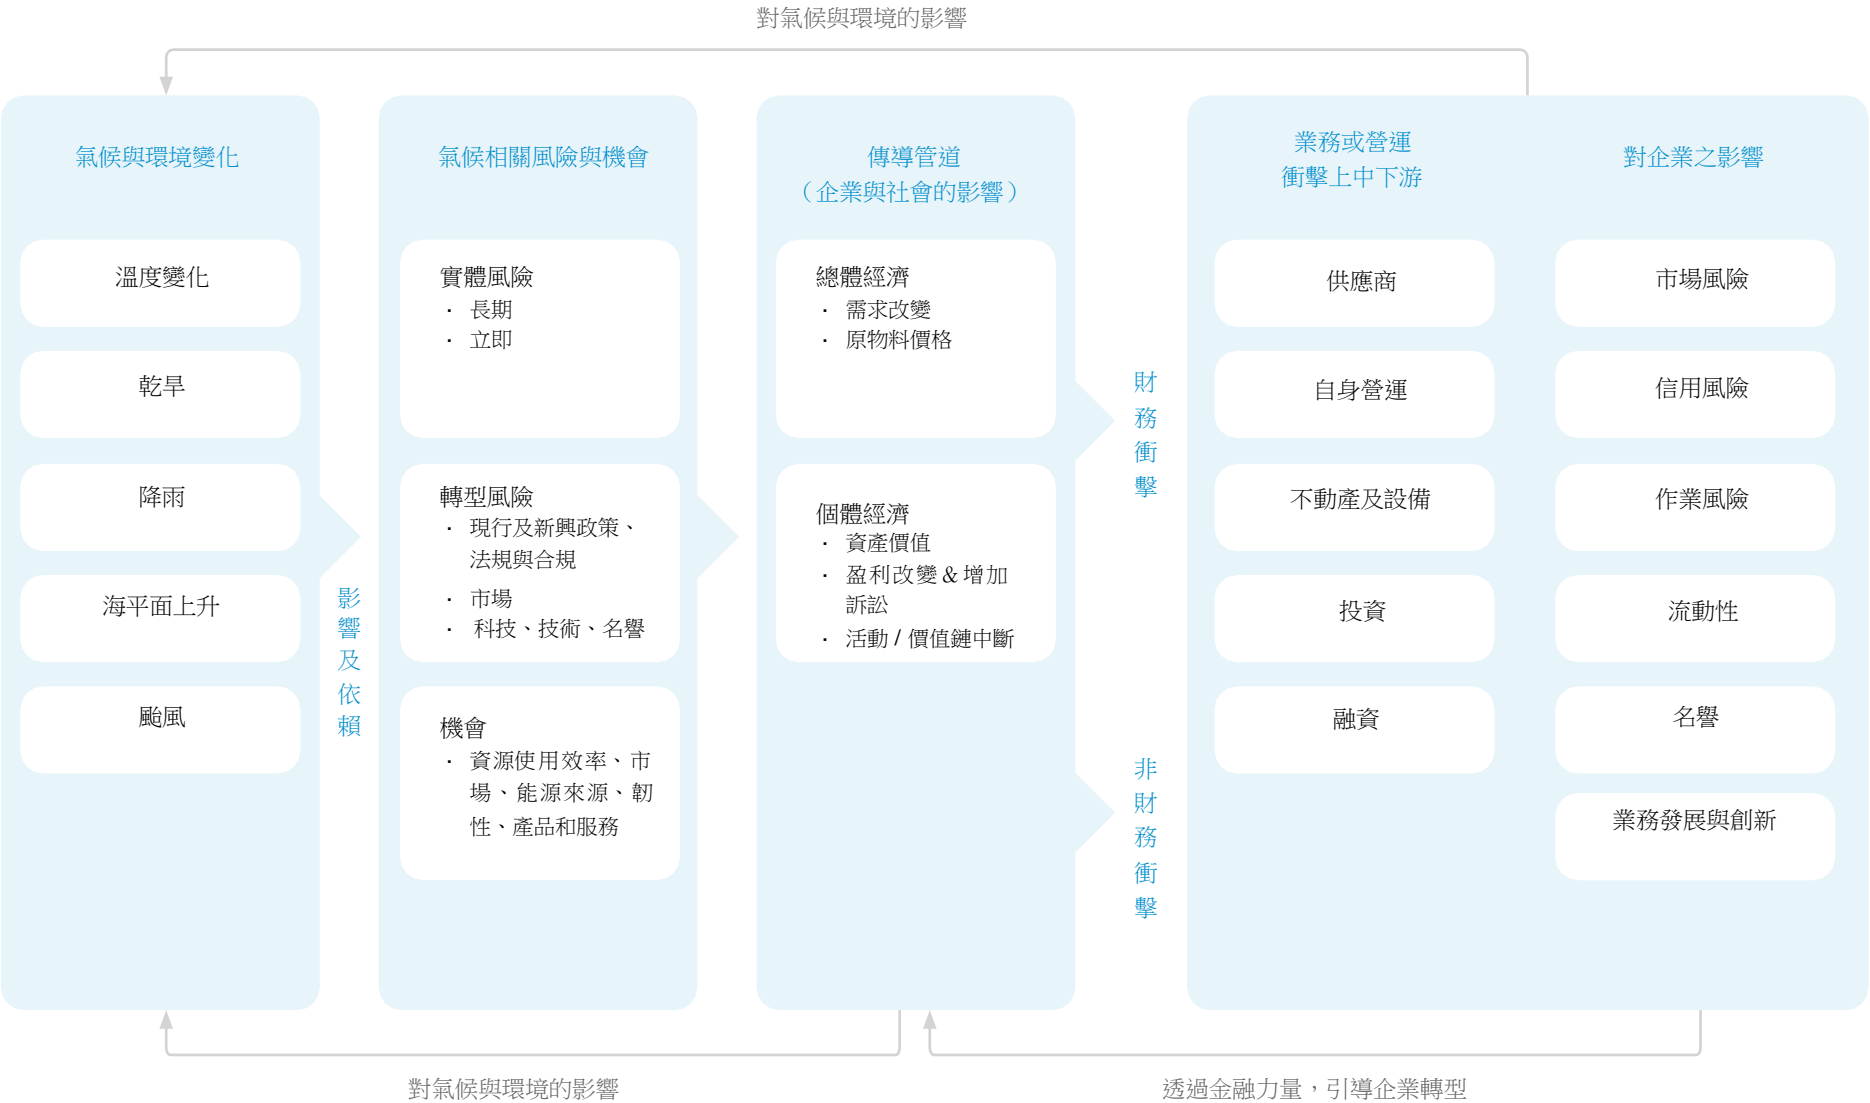 對氣候與環境的影響
氣候與環境變化
溫度變化
乾旱
降雨
海平面上升
颱風
影響及依賴
氣候相關風險與機會
實體風險
· 長期
· 立即
轉型風險
· 現行及新興政策、
法規與合規
· 市場
· 科技、技術、名譽
機會
· 資源使用效率、市
場、能源來源、韌
性、產品和服務
傳導管道
（企業與社會的影響）
總體經濟
· 需求改變
· 原物料價格
個體經濟
· 資產價值
· 盈利改變&增加
訴訟
· 活動 / 價值鏈中斷
財務衝擊
非財務衝擊
業務或營運
衝擊上中下游
供應商
自身營運
不動產及設備
投資
融資
對企業之影響
市場風險
信用風險
作業風險
流動性
名譽
業務發展與創新
對氣候與環境的影響
透過金融力量，引導企業轉型